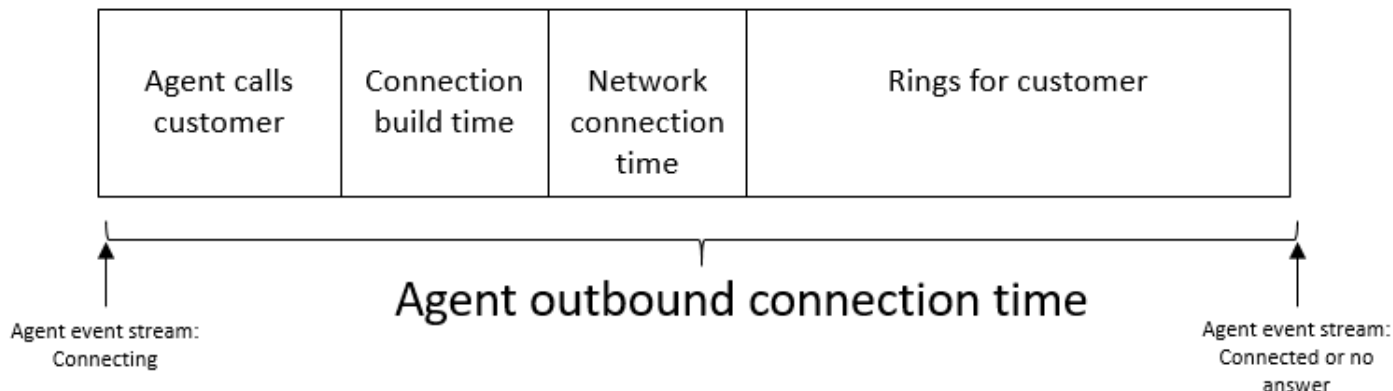 Agent calls
customer
Connection
build time
Network
connection
time
Rings for customer
Agent outbound connection time
Agent event stream:
Connecting
Agent event stream:
Connected or no
answer